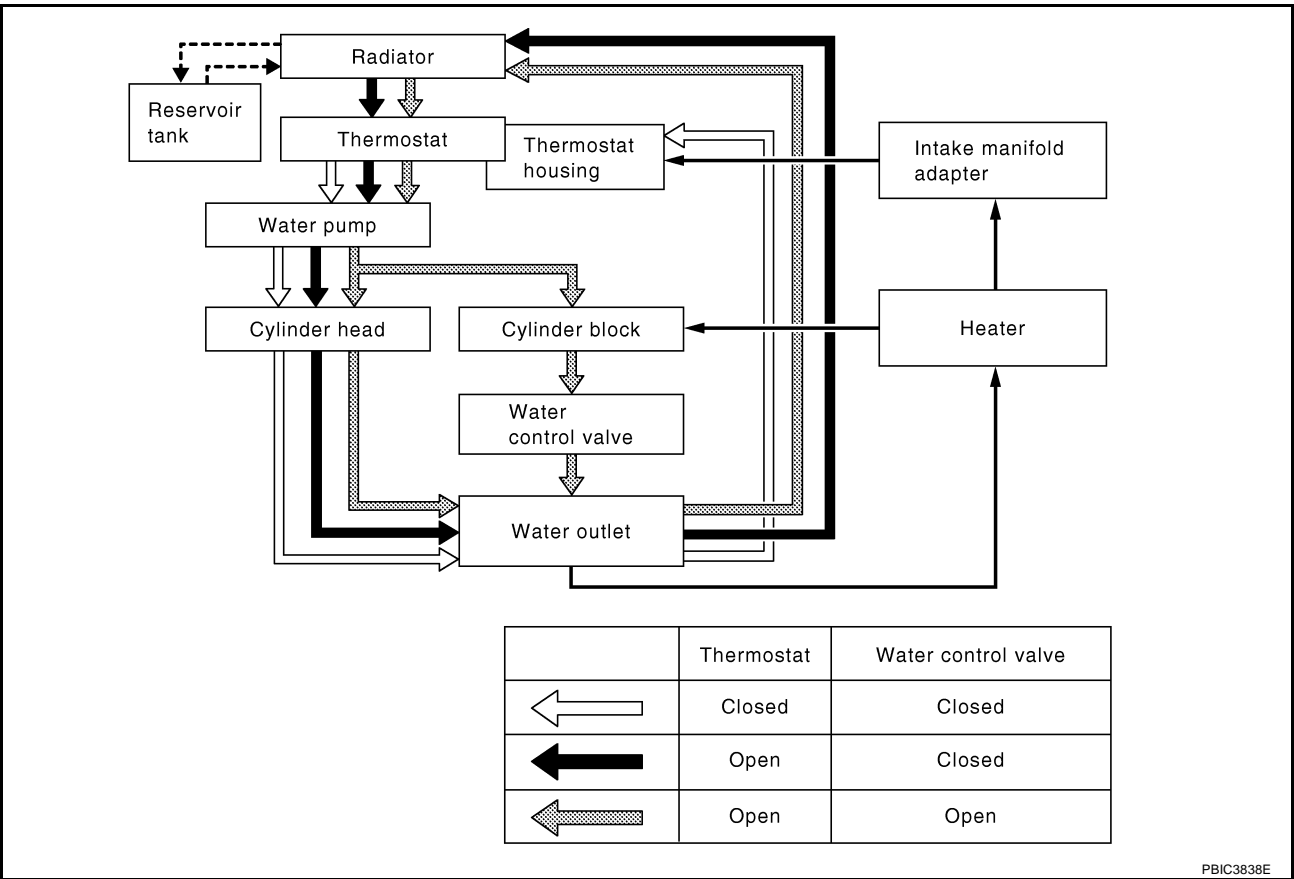 Radiator
Reservoir
tank
Thermostat
Thermostat
housing
Intake manifold
adapter
Water pump
Cylinder head
Cylinder block
Heater
Water
control valve
Water outlet
Thermostat Water control valve
Closed Closed
Open Closed
Open Open
PBIC3838E